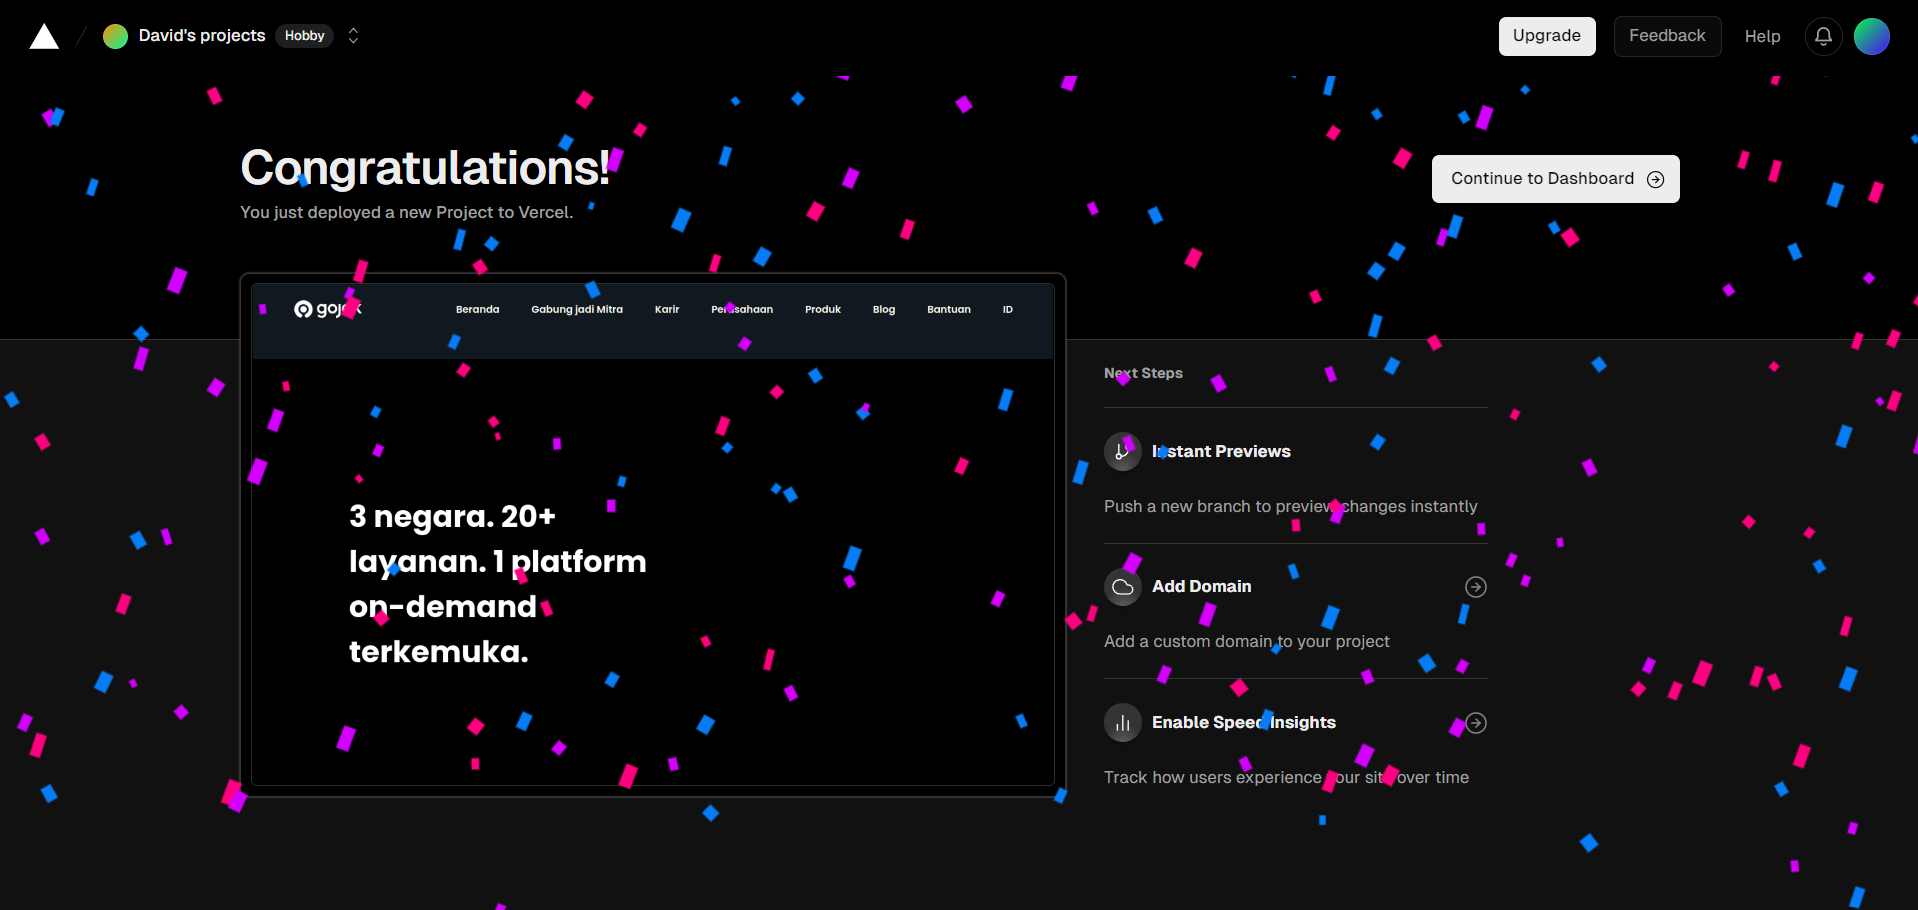 David's projects
Hobby
Upgrade
Feedback
Help
Congratulations!
You just deployed a new Project to Vercel.
Continue to Dashboard
gojek
Beranda
Gabung jadi Mitra
Karir
Perusahaan
Produk
Blog
Bantuan
ID
3 negara. 20+
layanan. 1 platform
on-demand
terkemuka.
Next Steps
Instant Previews
Push a new branch to preview changes instantly
Add Domain
Add a custom domain to your project
Enable Speed Insights
Track how users experience your site over time